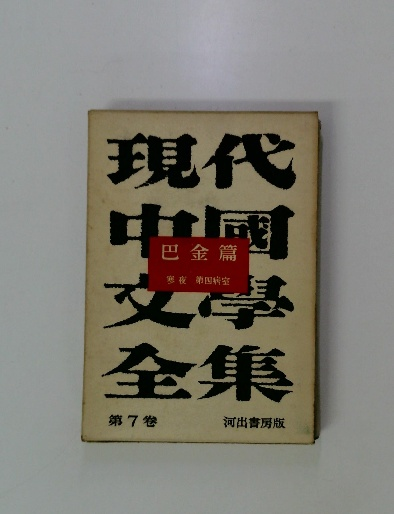 現代
中國
文學
全集
巴金篇
寒夜 第四病室
第7卷
河出書房版